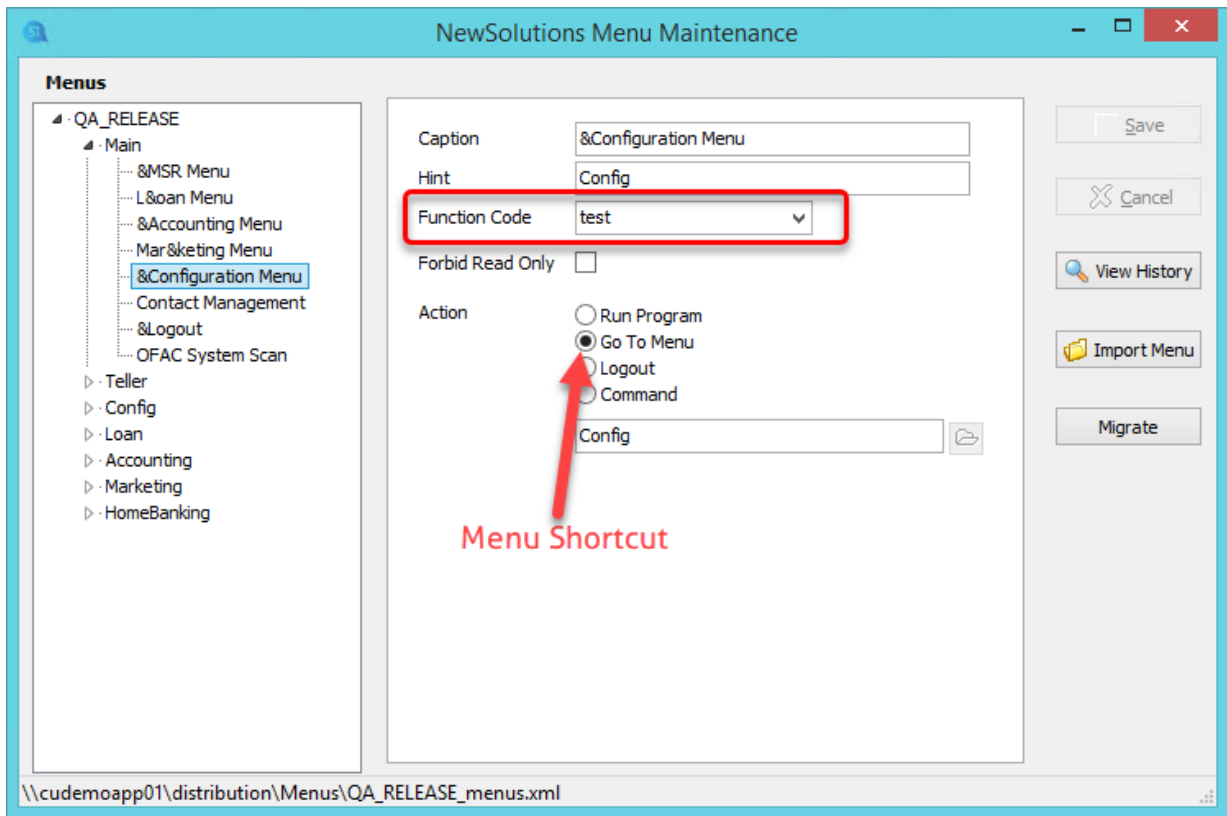 NewSolutions Menu Maintenance
Menus
QA_RELEASE
Main
&MSR Menu
L&oan Menu
&Accounting Menu
Mar&keting Menu
&Configuration Menu
Contact Management
&Logout
OFAC System Scan
Teller
Config
Loan
Accounting
Marketing
HomeBanking
Caption &Configuration Menu
Hint Config
Function Code test
Forbid Read Only
Action
Run Program
Go To Menu
Logout
Command
Config
Menu Shortcut
Save
Cancel
View History
Import Menu
Migrate
\\cudemoapp01\distribution\Menus\QA_RELEASE_menus.xml